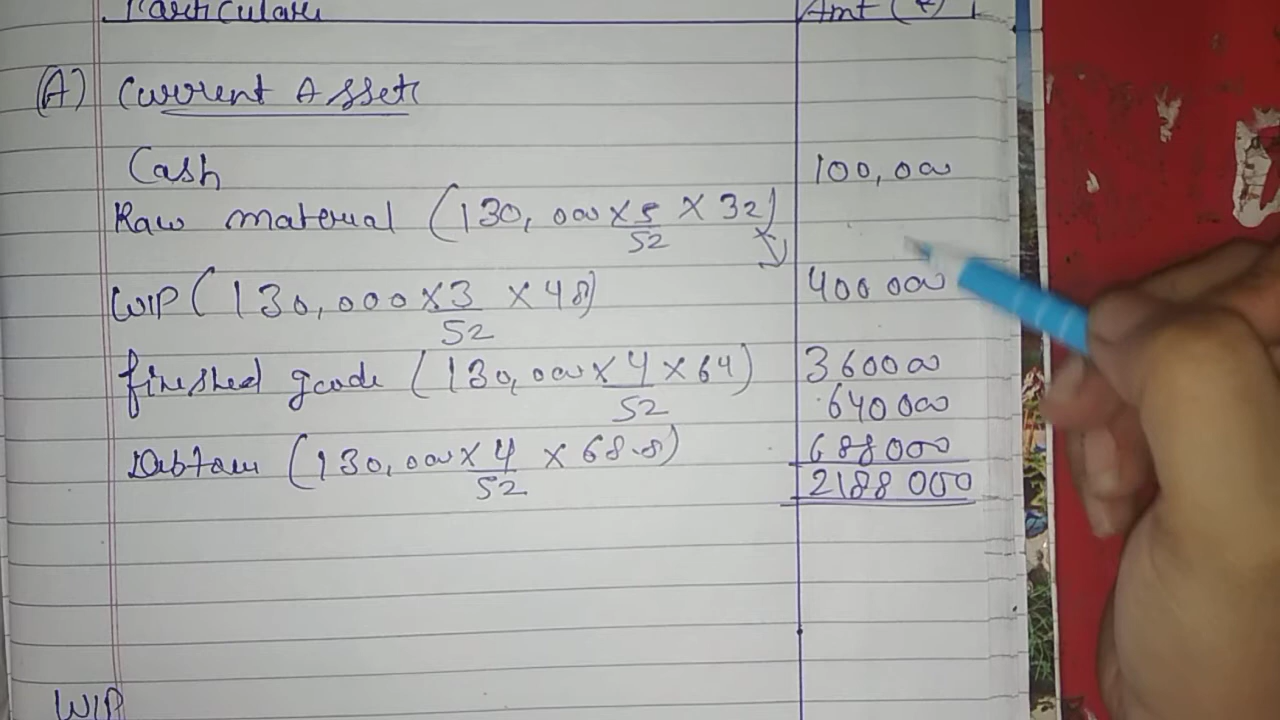 Particulars Amt (₹)
(A) Current Assets
Cash 100,000
Raw material (130,000 × 5/52 × 32)
WIP (130,000 × 3/52 × 48) 400000
finished goods (130,000 × 4/52 × 64) 360000
640000
Debtors (130,000 × 4/52 × 68.8) 688000
2188000
WIP